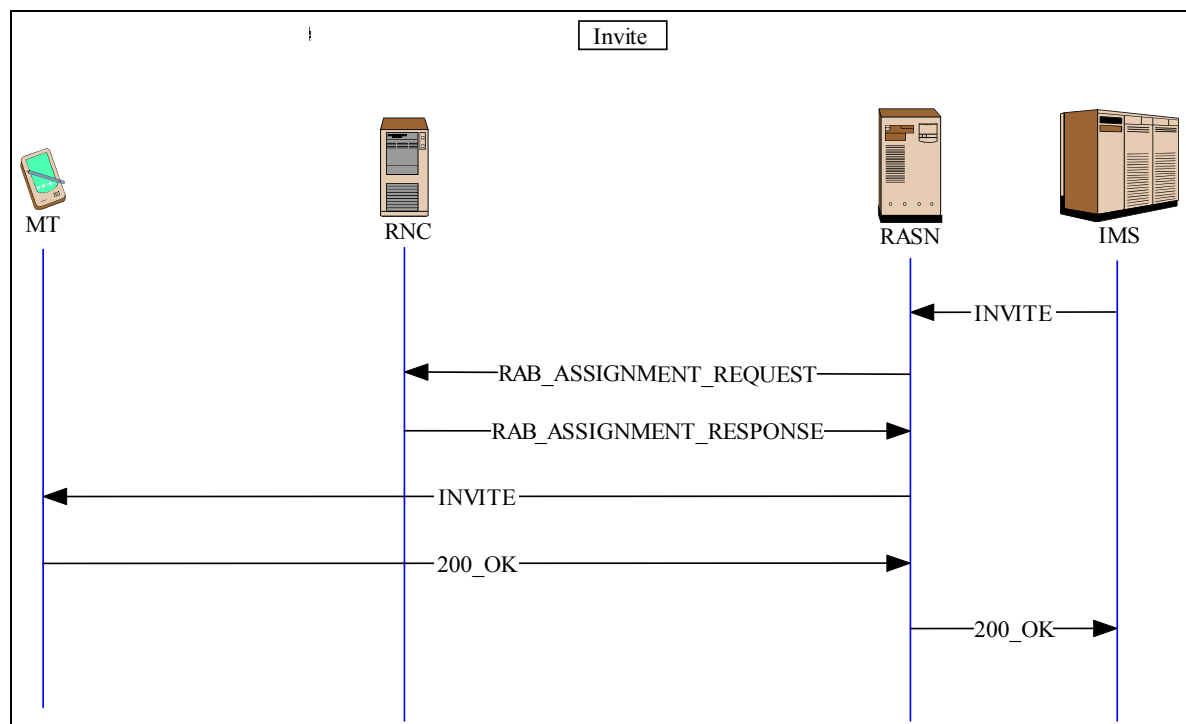 Invite
MT
RNC
RASN
IMS
INVITE
RAB_ASSIGNMENT_REQUEST
RAB_ASSIGNMENT_RESPONSE
INVITE
200_OK
200_OK